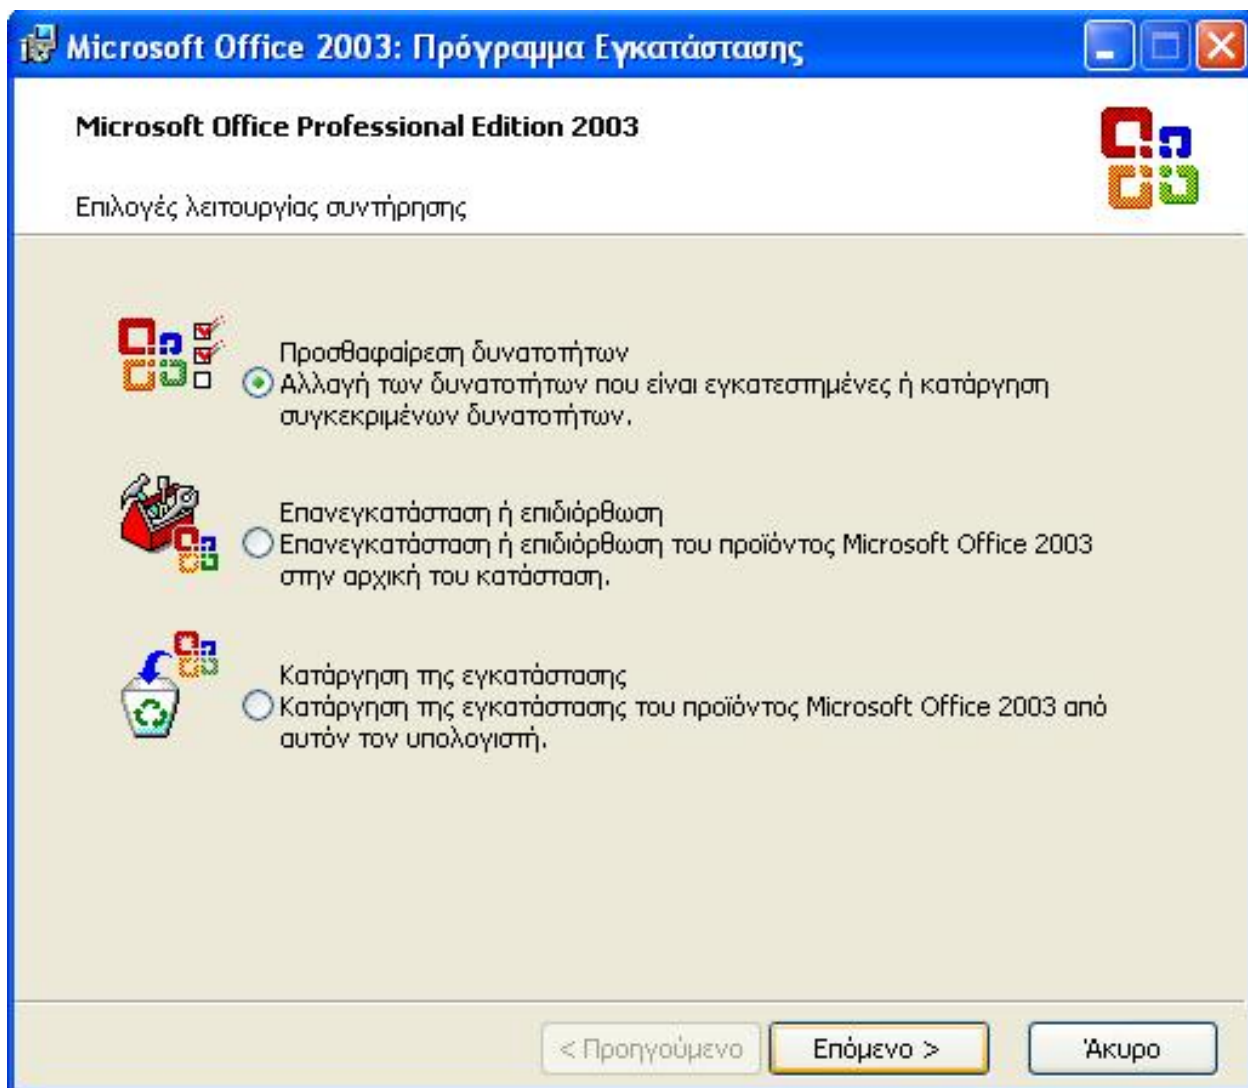 Microsoft Office 2003: Πρόγραμμα Εγκατάστασης
Microsoft Office Professional Edition 2003
Επιλογές λειτουργίας συντήρησης
Προσθαφαίρεση δυνατοτήτων
Αλλαγή των δυνατοτήτων που είναι εγκατεστημένες ή κατάργηση
συγκεκριμένων δυνατοτήτων.
Επανεγκατάσταση ή επιδιόρθωση
Επανεγκατάσταση ή επιδιόρθωση του προϊόντος Microsoft Office 2003
στην αρχική του κατάσταση.
Κατάργηση της εγκατάστασης
Κατάργηση της εγκατάστασης του προϊόντος Microsoft Office 2003 από
αυτόν τον υπολογιστή.
< Προηγούμενο Επόμενο > Άκυρο